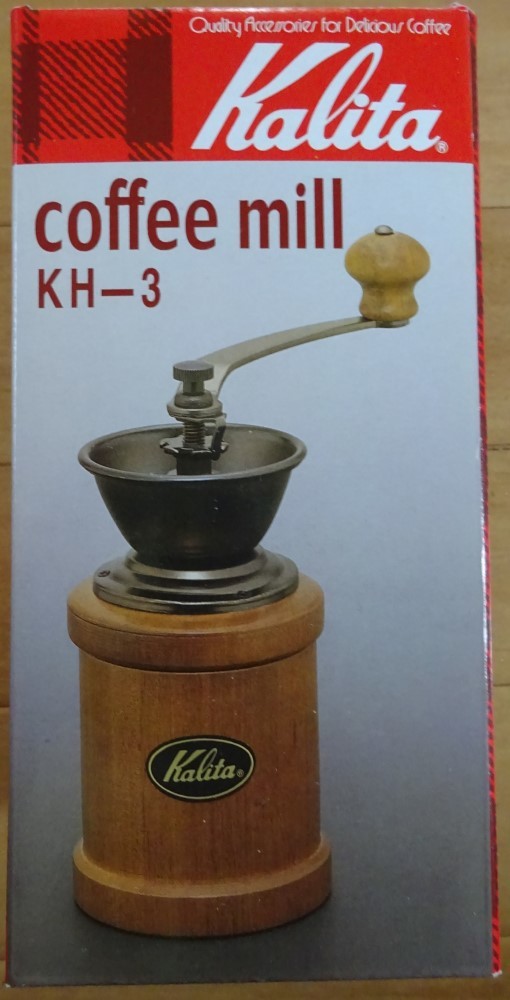 Quality Accessories for Delicious Coffee
Kalita®
coffee mill
KH-3
Kalita®